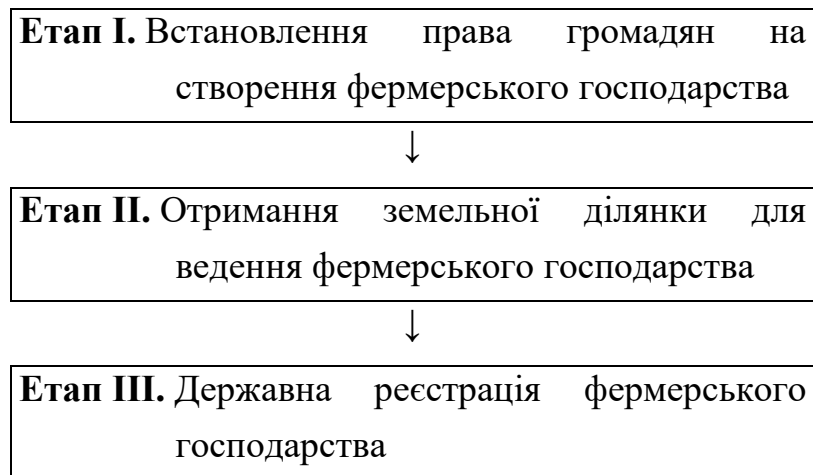 Етап І. Встановлення права громадян на
створення фермерського господарства
↓
Етап ІІ. Отримання земельної ділянки для
ведення фермерського господарства
↓
Етап ІІІ. Державна реєстрація фермерського
господарства